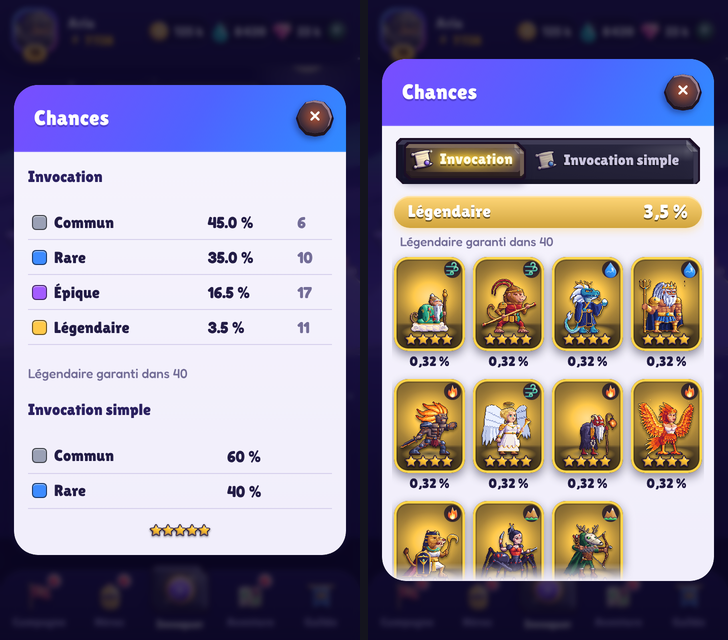 Chances
Invocation
Commun 45.0 % 6
Rare 35.0 % 10
Épique 16.5 % 17
Légendaire 3.5 % 11
Légendaire garanti dans 40
Invocation simple
Commun 60 %
Rare 40 %
Chances
Invocation Invocation simple
Légendaire 3,5 %
Légendaire garanti dans 40
0,32 % 0,32 % 0,32 % 0,32 %
0,32 % 0,32 % 0,32 % 0,32 %